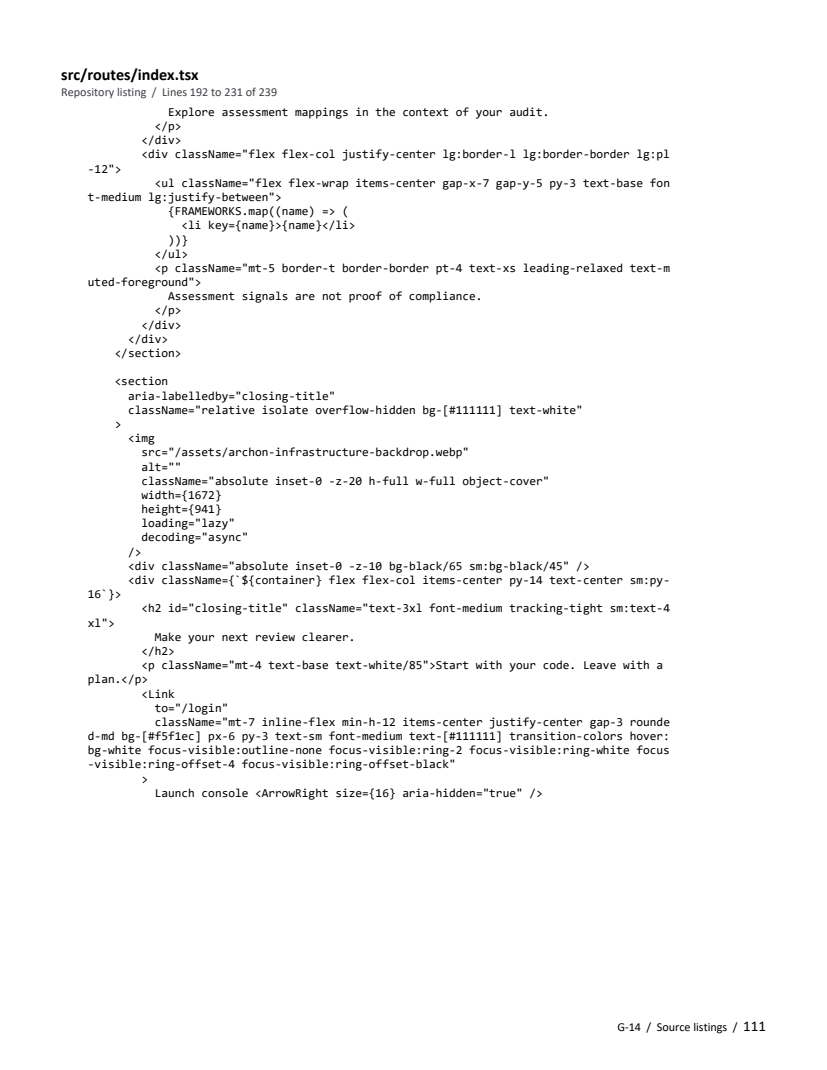 src/routes/index.tsx
Repository listing / Lines 192 to 231 of 239
            Explore assessment mappings in the context of your audit.
          </p>
        </div>
        <div className="flex flex-col justify-center lg:border-l lg:border-border lg:pl
-12">
          <ul className="flex flex-wrap items-center gap-x-7 gap-y-5 py-3 text-base fon
t-medium lg:justify-between">
            {FRAMEWORKS.map((name) => (
              <li key={name}>{name}</li>
            ))}
          </ul>
          <p className="mt-5 border-t border-border pt-4 text-xs leading-relaxed text-m
uted-foreground">
            Assessment signals are not proof of compliance.
          </p>
        </div>
      </div>
    </section>

    <section
      aria-labelledby="closing-title"
      className="relative isolate overflow-hidden bg-[#111111] text-white"
    >
      <img
        src="/assets/archon-infrastructure-backdrop.webp"
        alt=""
        className="absolute inset-0 -z-20 h-full w-full object-cover"
        width={1672}
        height={941}
        loading="lazy"
        decoding="async"
      />
      <div className="absolute inset-0 -z-10 bg-black/65 sm:bg-black/45" />
      <div className={`${container} flex flex-col items-center py-14 text-center sm:py-
16`}>
        <h2 id="closing-title" className="text-3xl font-medium tracking-tight sm:text-4
xl">
          Make your next review clearer.
        </h2>
        <p className="mt-4 text-base text-white/85">Start with your code. Leave with a
plan.</p>
        <Link
          to="/login"
          className="mt-7 inline-flex min-h-12 items-center justify-center gap-3 rounde
d-md bg-[#f5f1ec] px-6 py-3 text-sm font-medium text-[#111111] transition-colors hover:
bg-white focus-visible:outline-none focus-visible:ring-2 focus-visible:ring-white focus
-visible:ring-offset-4 focus-visible:ring-offset-black"
        >
          Launch console <ArrowRight size={16} aria-hidden="true" />
G-14 / Source listings / 111